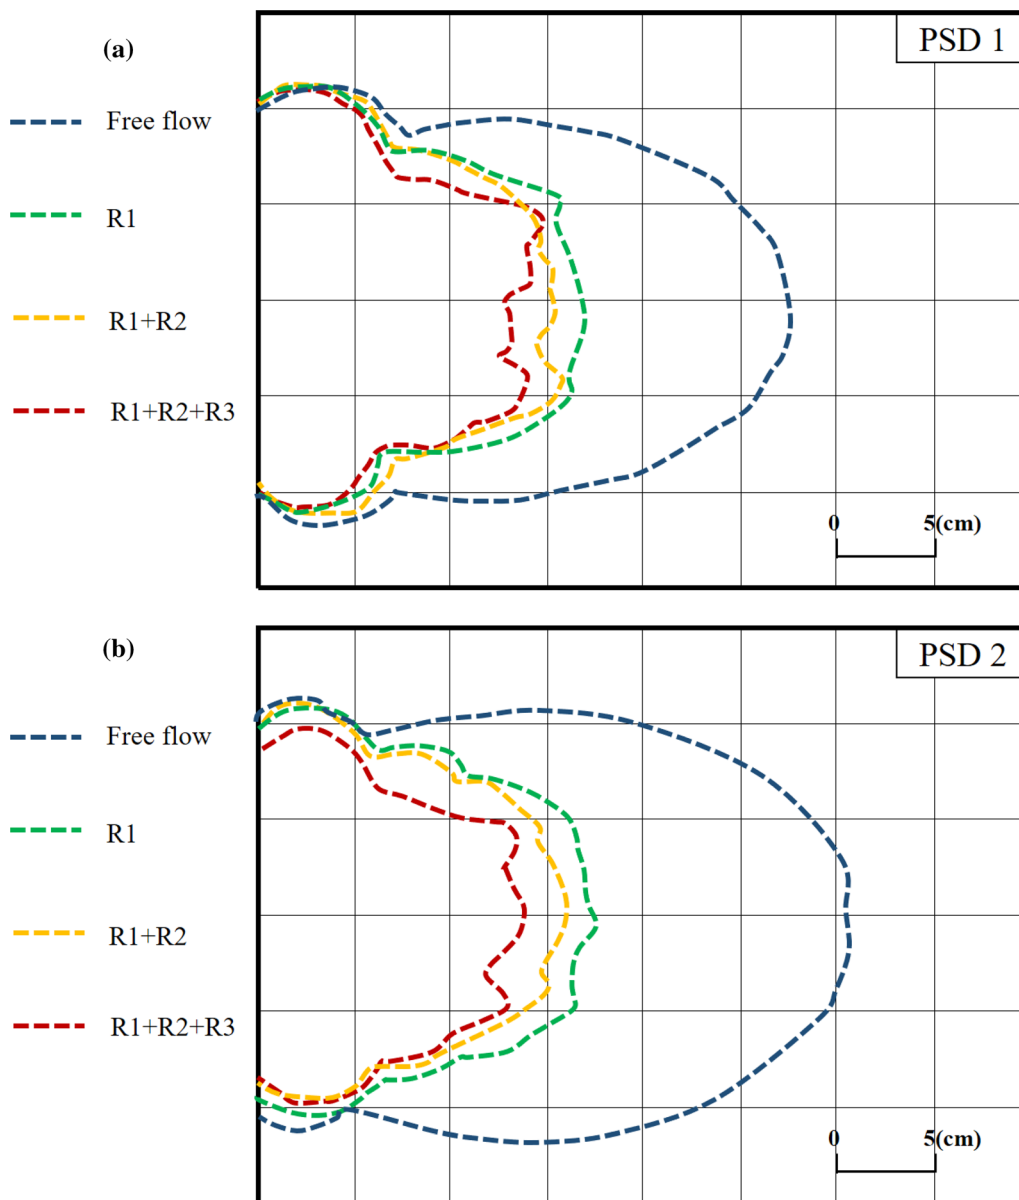 (a)
PSD 1
Free flow
R1
R1+R2
R1+R2+R3
0 5(cm)
(b)
PSD 2
Free flow
R1
R1+R2
R1+R2+R3
0 5(cm)